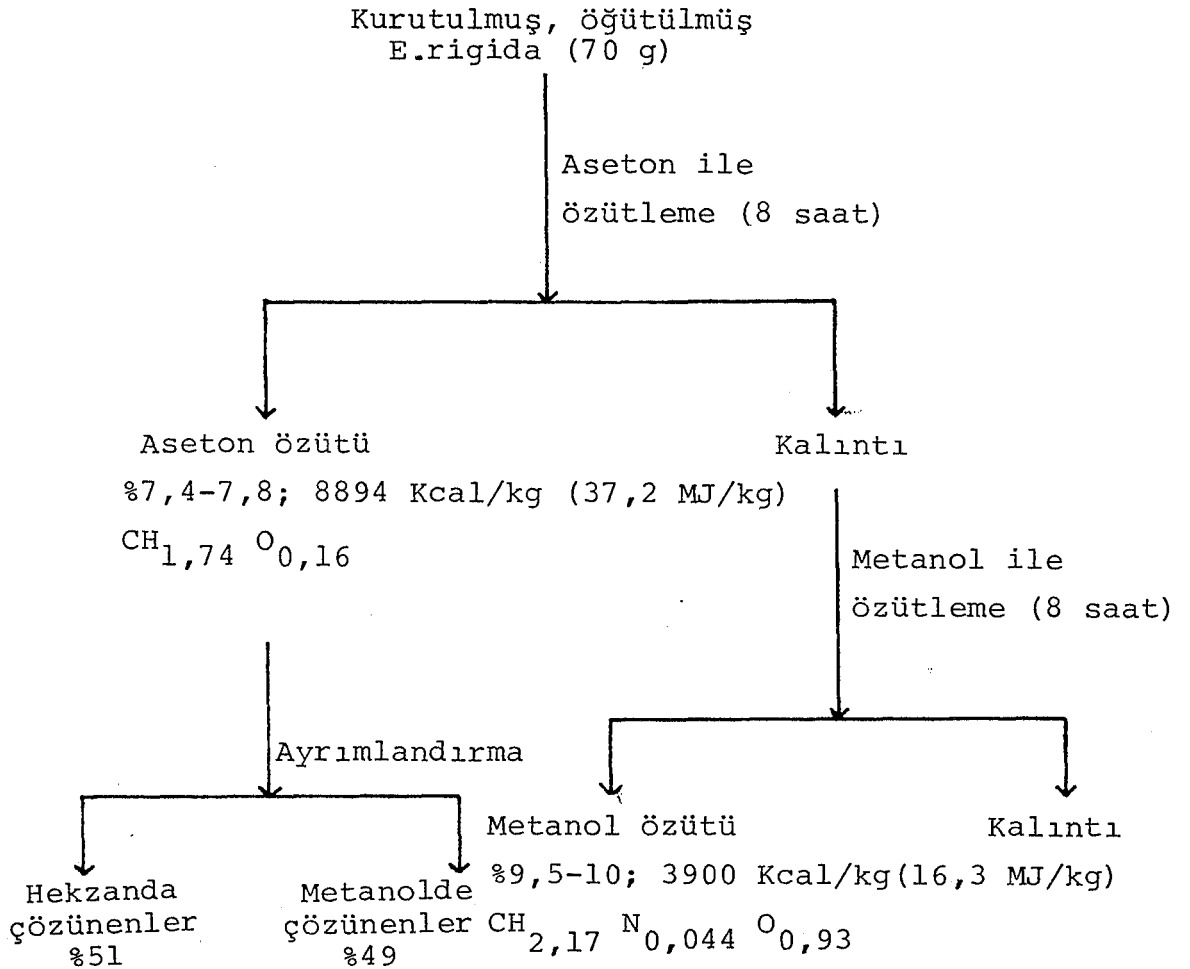 Kurutulmuş, öğütülmüş
E.rigida (70 g)
Aseton ile
özütleme (8 saat)
Aseton özütü
%7,4-7,8; 8894 Kcal/kg (37,2 MJ/kg)
CH1,74 O0,16
Kalıntı
Metanol ile
özütleme (8 saat)
Ayrımlandırma
Hekzanda
çözünenler
%51
Metanolde
çözünenler
%49
Metanol özütü
%9,5-10; 3900 Kcal/kg(16,3 MJ/kg)
CH2,17 N0,044 O0,93
Kalıntı